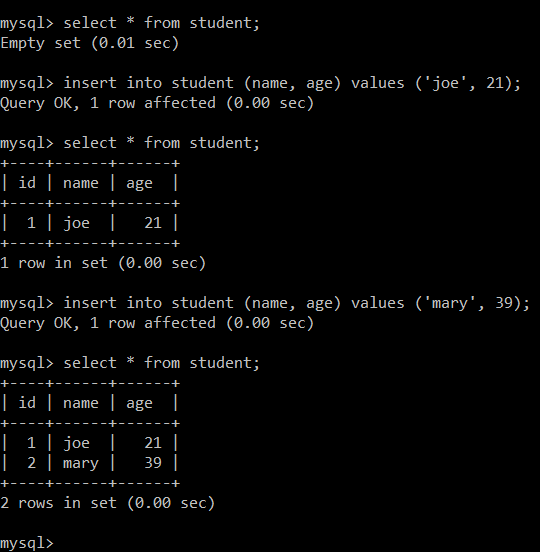 mysql> select * from student;
Empty set (0.01 sec)
mysql> insert into student (name, age) values ('joe', 21);
Query OK, 1 row affected (0.00 sec)
mysql> select * from student;
+----+------+------+
| id | name | age  |
+----+------+------+
|  1 | joe  |   21 |
+----+------+------+
1 row in set (0.00 sec)
mysql> insert into student (name, age) values ('mary', 39);
Query OK, 1 row affected (0.00 sec)
mysql> select * from student;
+----+------+------+
| id | name | age  |
+----+------+------+
|  1 | joe  |   21 |
|  2 | mary |   39 |
+----+------+------+
2 rows in set (0.00 sec)
mysql>